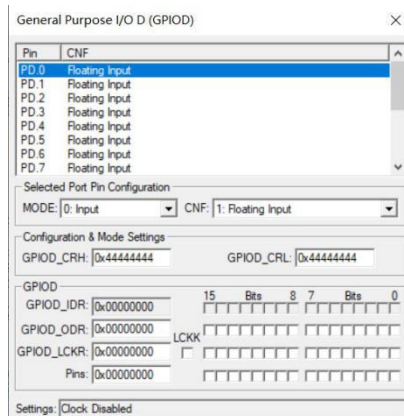 General Purpose I/O D (GPIOD)
Pin CNF
PD.0 Floating Input
PD.1 Floating Input
PD.2 Floating Input
PD.3 Floating Input
PD.4 Floating Input
PD.5 Floating Input
PD.6 Floating Input
PD.7 Floating Input
Selected Port Pin Configuration
MODE: 0: Input CNF: 1: Floating Input
Configuration & Mode Settings
GPIOD_CRH: 0x44444444 GPIOD_CRL: 0x44444444
GPIOD
15 Bits 8 7 Bits 0
GPIOD_IDR: 0x00000000
GPIOD_ODR: 0x00000000
LCKK
GPIOD_LCKR: 0x00000000
Pins: 0x00000000
Settings: Clock Disabled